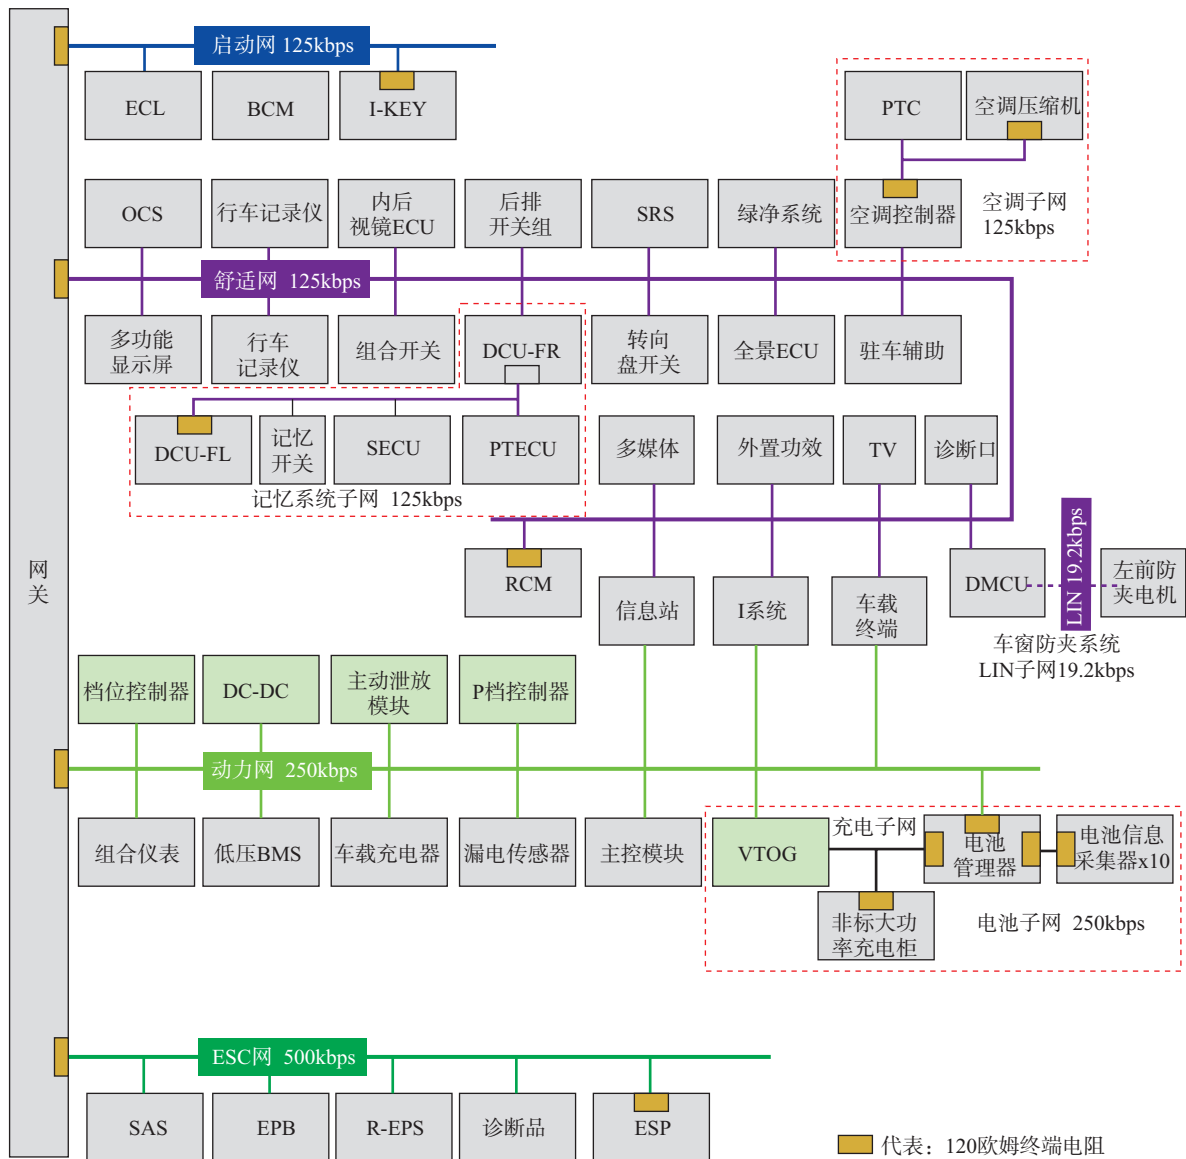 启动网 125kbps
ECL
BCM
I-KEY
PTC
空调压缩机
OCS
行车记录仪
内后
视镜ECU
后排
开关组
SRS
绿净系统
空调控制器
空调子网
125kbps
舒适网 125kbps
多功能
显示屏
行车
记录仪
组合开关
DCU-FR
转向
盘开关
全景ECU
驻车辅助
DCU-FL
记忆
开关
SECU
PTECU
多媒体
外置功效
TV
诊断口
记忆系统子网 125kbps
网
关
RCM
信息站
I系统
车载
终端
DMCU
LIN 19.2kbps
左前防
夹电机
车窗防夹系统
LIN子网19.2kbps
档位控制器
DC-DC
主动泄放
模块
P档控制器
动力网 250kbps
组合仪表
低压BMS
车载充电器
漏电传感器
主控模块
VTOG
充电子网
电池
管理器
电池信息
采集器x10
非标大功
率充电柜
电池子网 250kbps
ESC网 500kbps
SAS
EPB
R-EPS
诊断品
ESP
代表：120欧姆终端电阻